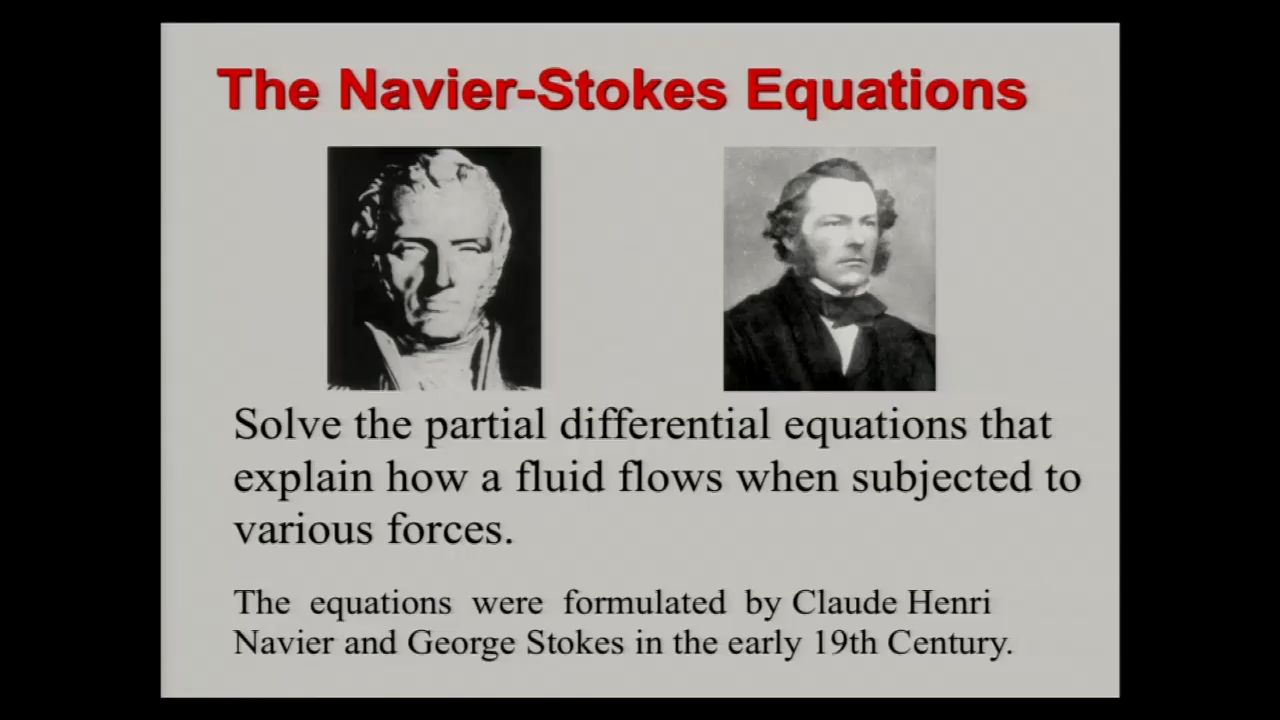 The Navier-Stokes Equations
Solve the partial differential equations that
explain how a fluid flows when subjected to
various forces.
The equations were formulated by Claude Henri
Navier and George Stokes in the early 19th Century.